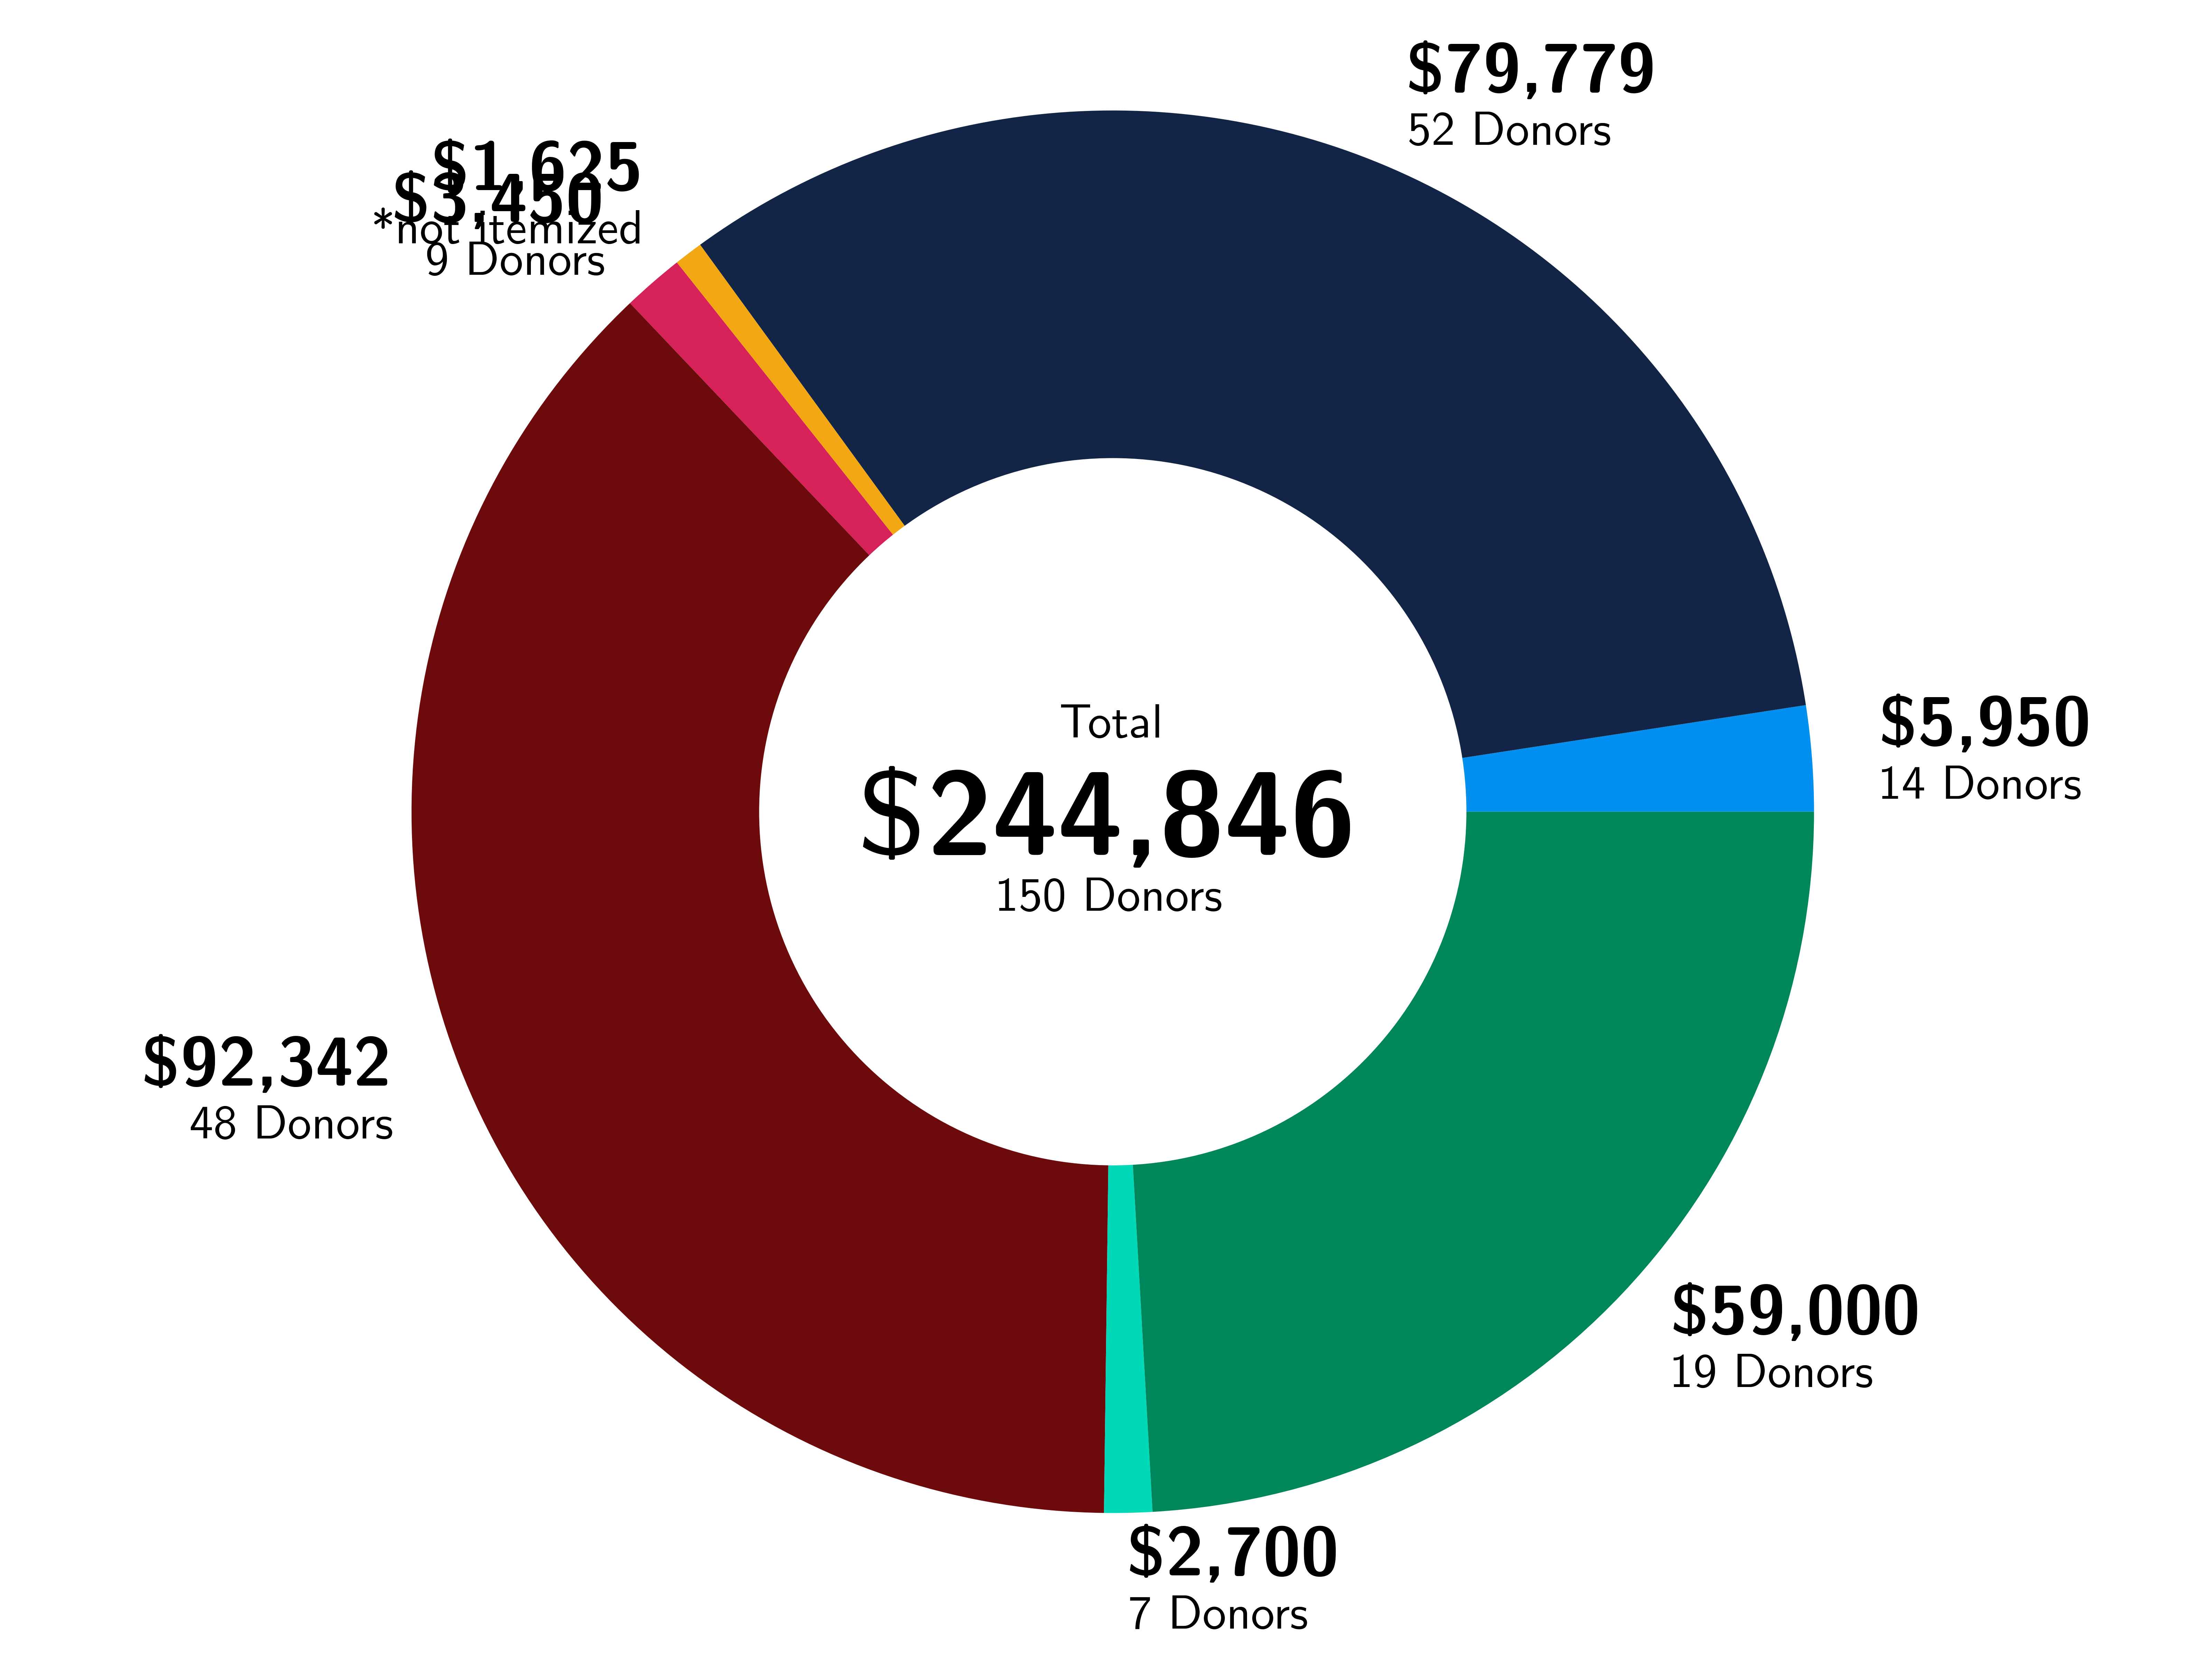 $79,779
52 Donors
$1,625
*not itemized
$3,450
9 Donors
Total
$244,846
150 Donors
$5,950
14 Donors
$92,342
48 Donors
$59,000
19 Donors
$2,700
7 Donors